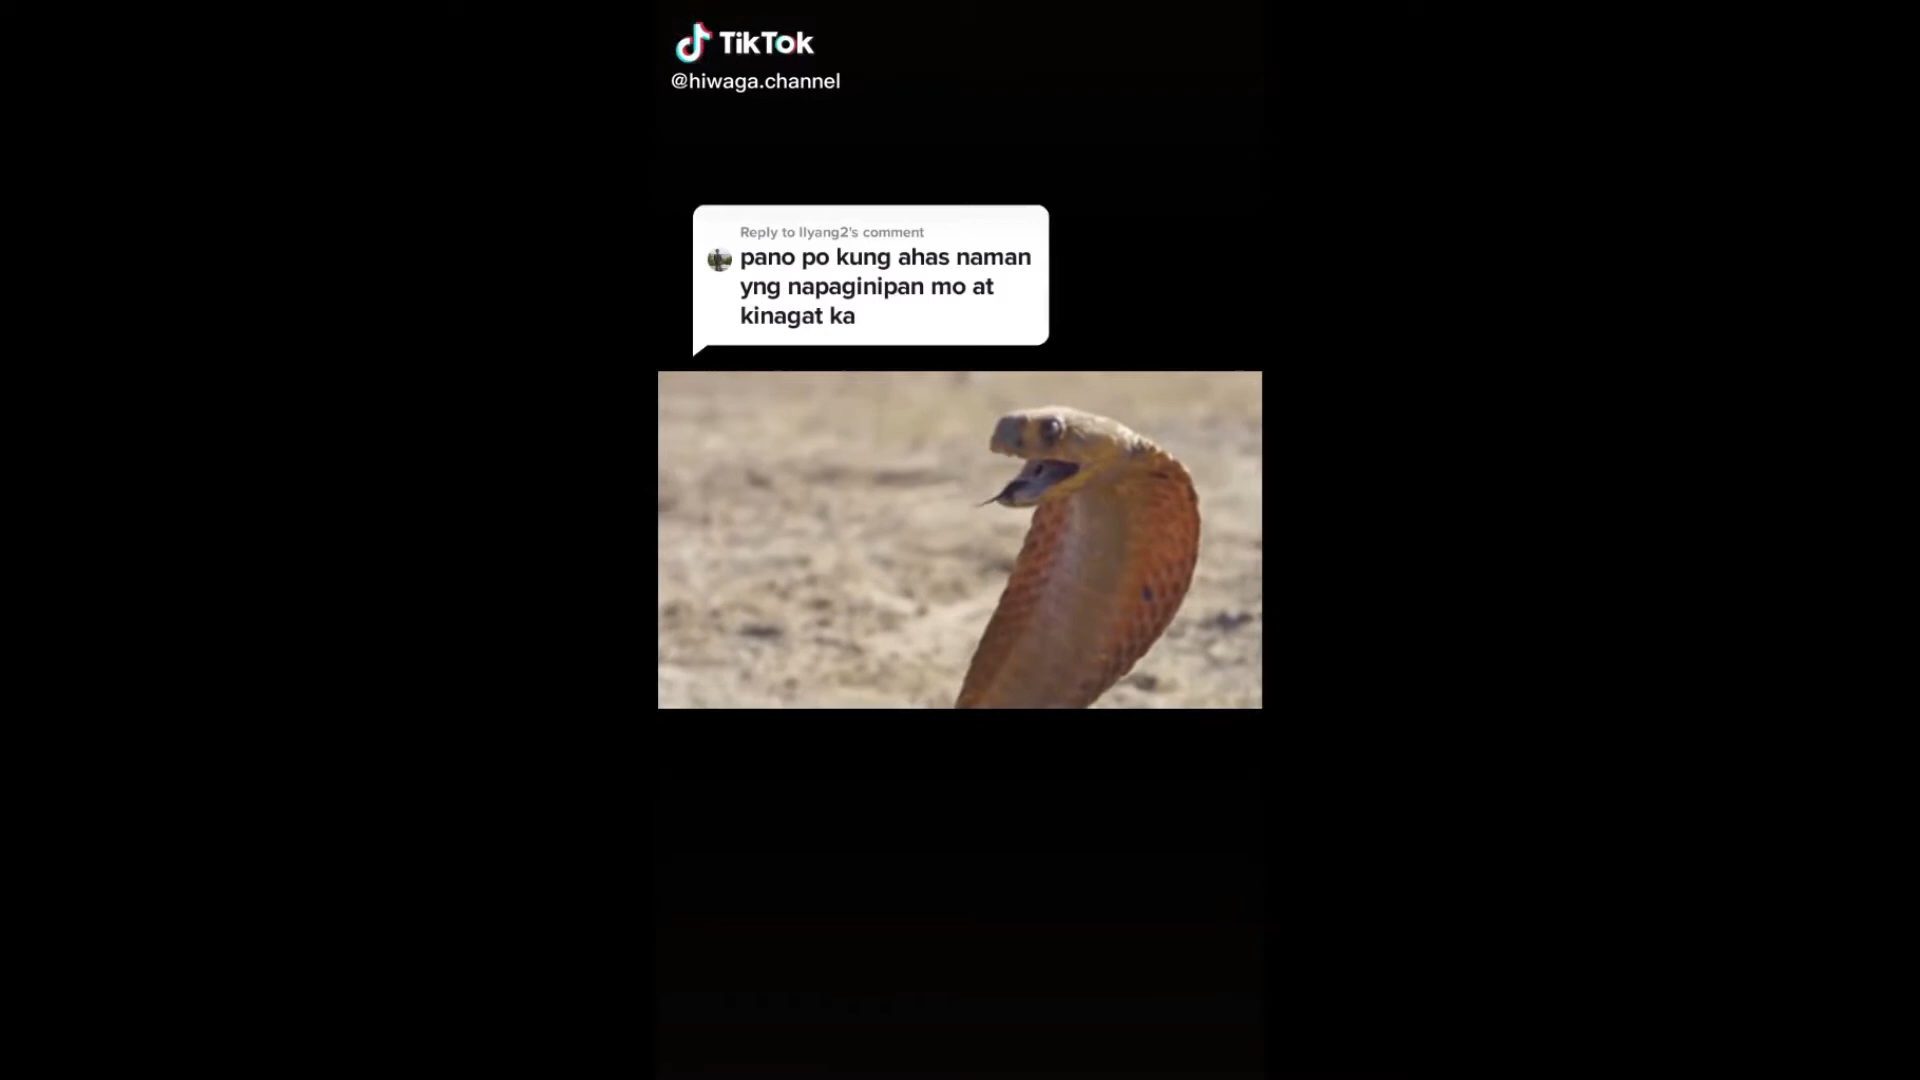 TikTok
@hiwaga.channel
Reply to Ilyang2's comment
pano po kung ahas naman
yng napaginipan mo at
kinagat ka